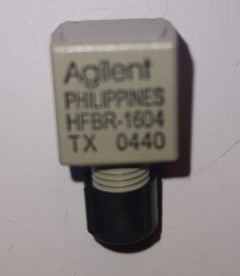 Agilent
PHILIPPINES
HFBR-1604
TX 0440